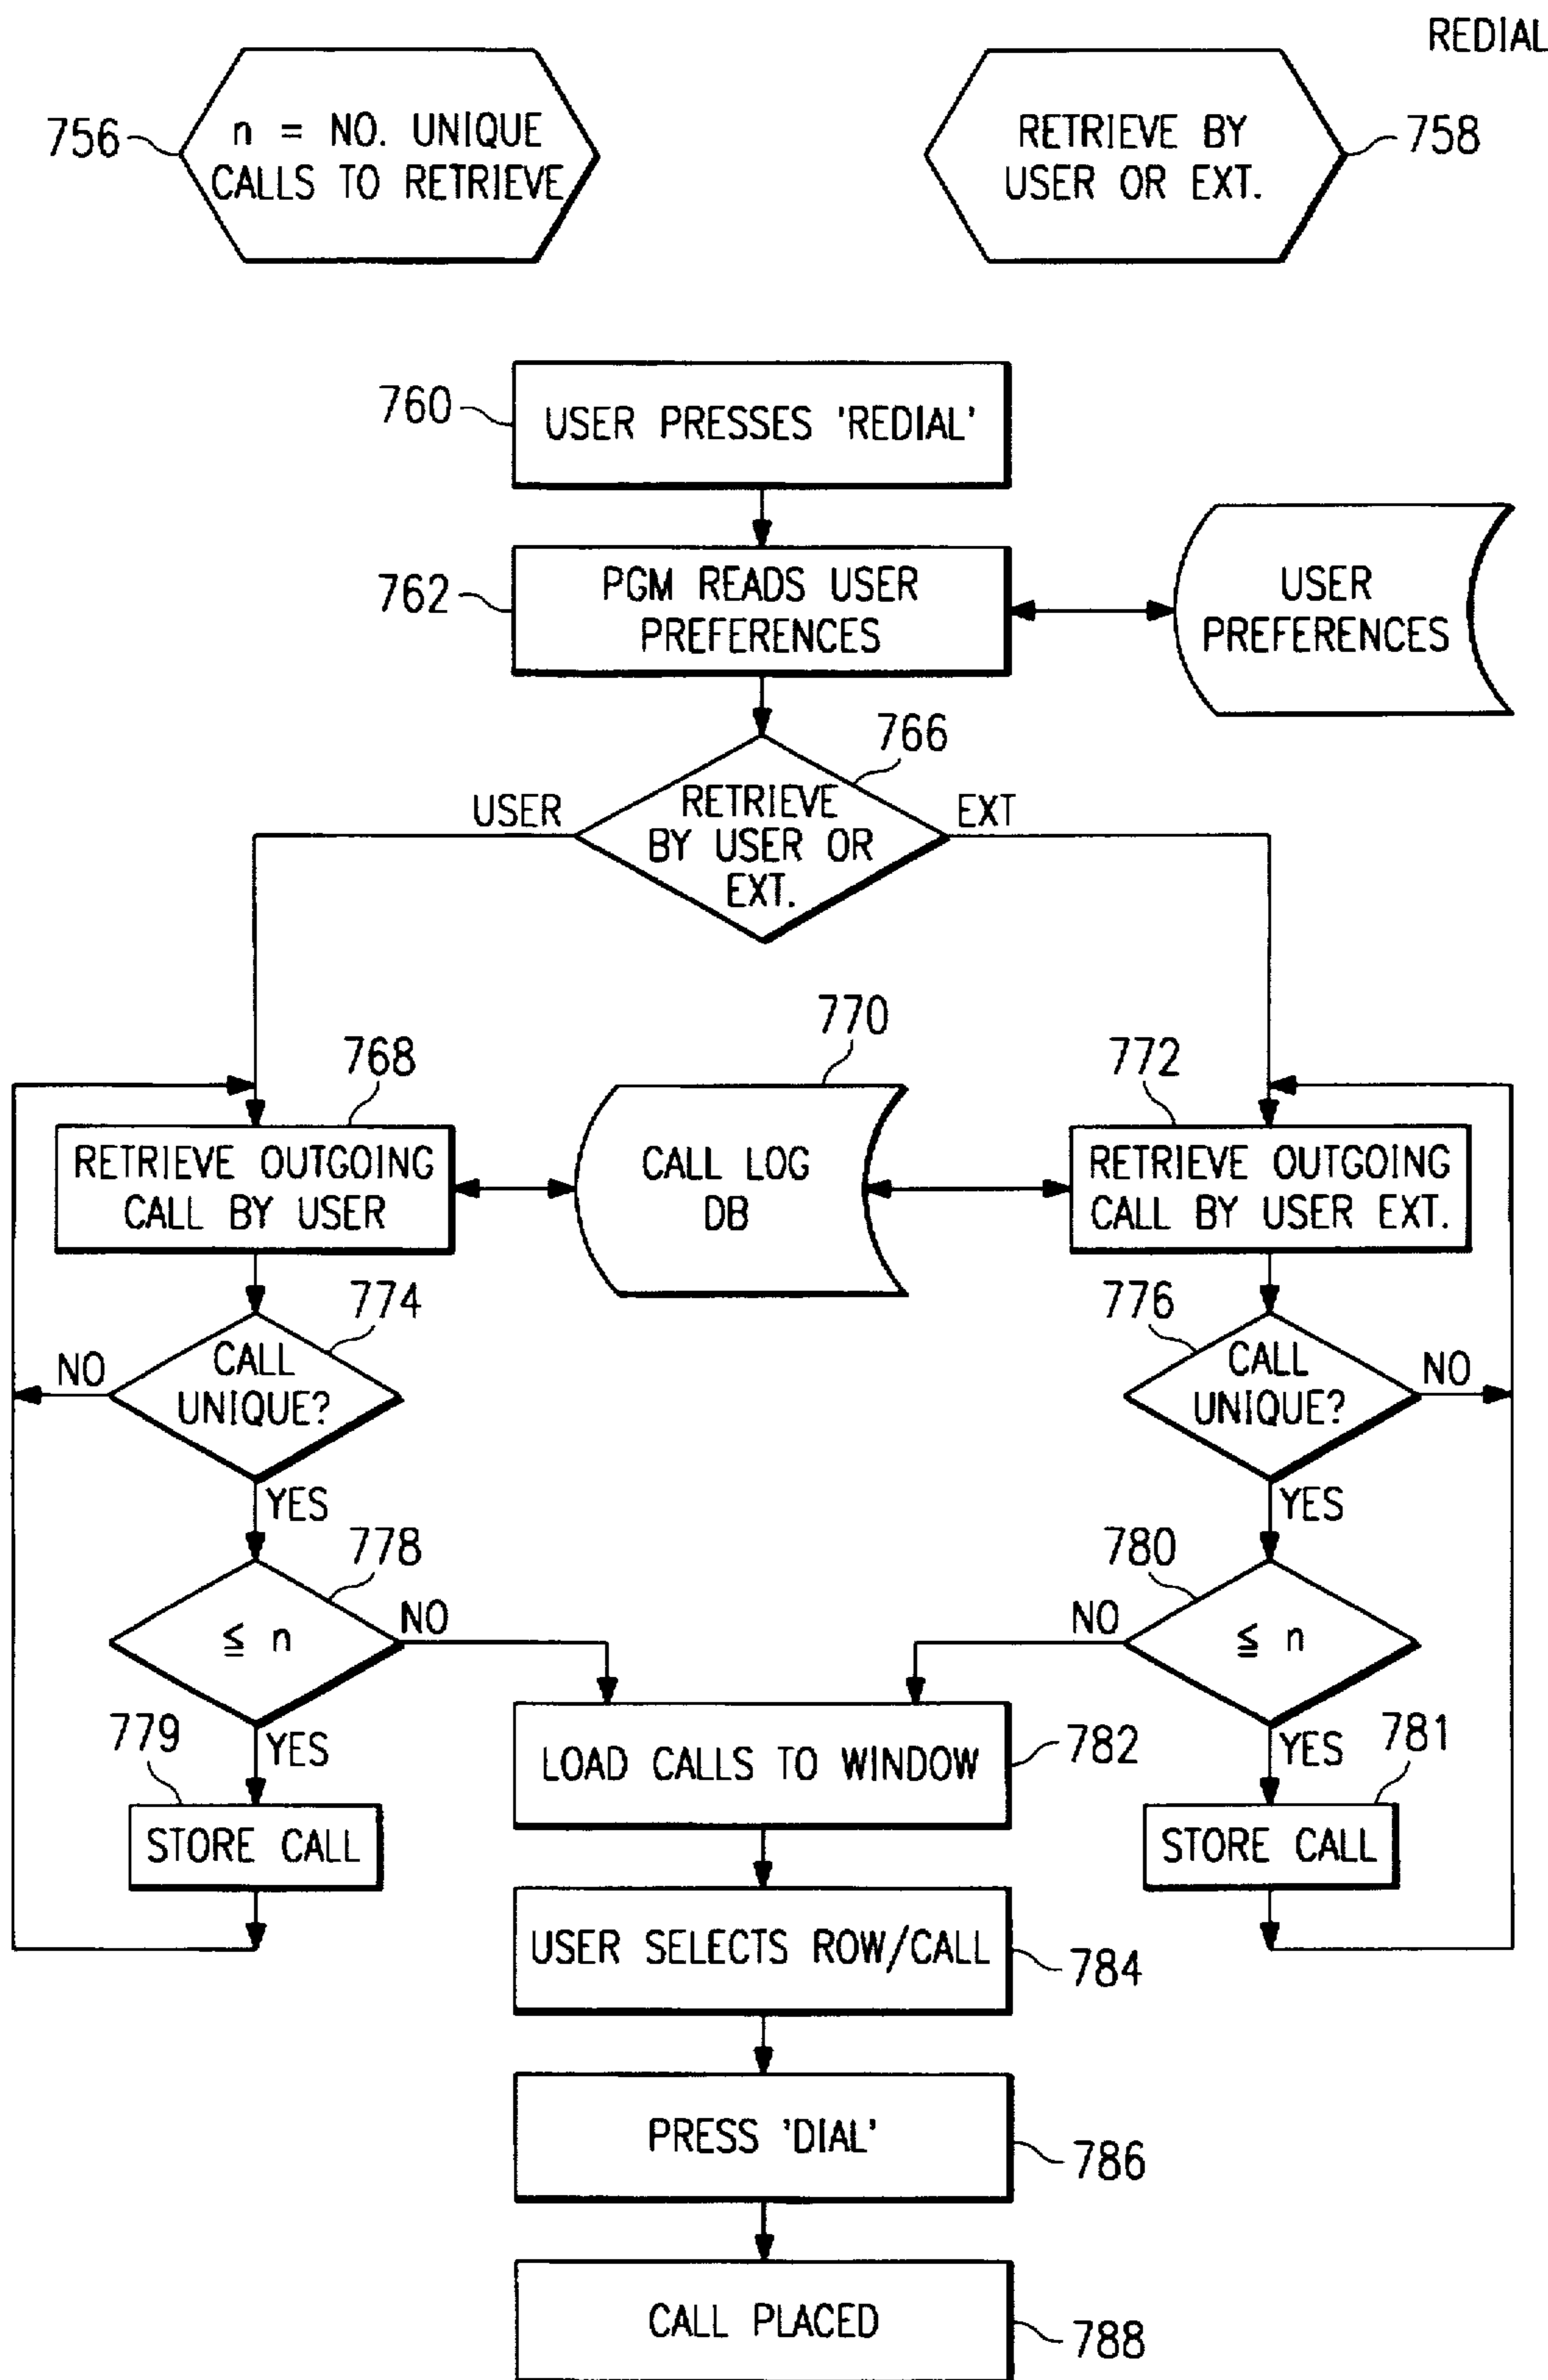 REDIAL
756
n = NO. UNIQUE
CALLS TO RETRIEVE
RETRIEVE BY
USER OR EXT.
758
760
USER PRESSES 'REDIAL'
762
PGM READS USER
PREFERENCES
USER
PREFERENCES
766
USER
RETRIEVE
BY USER OR
EXT.
EXT
768
770
772
RETRIEVE OUTGOING
CALL BY USER
CALL LOG
DB
RETRIEVE OUTGOING
CALL BY USER EXT.
774
776
NO
CALL
UNIQUE?
CALL
UNIQUE?
NO
YES
YES
778
780
≦ n
NO
NO
≦ n
779
YES
LOAD CALLS TO WINDOW
782
YES
781
STORE CALL
STORE CALL
USER SELECTS ROW/CALL
784
PRESS 'DIAL'
786
CALL PLACED
788